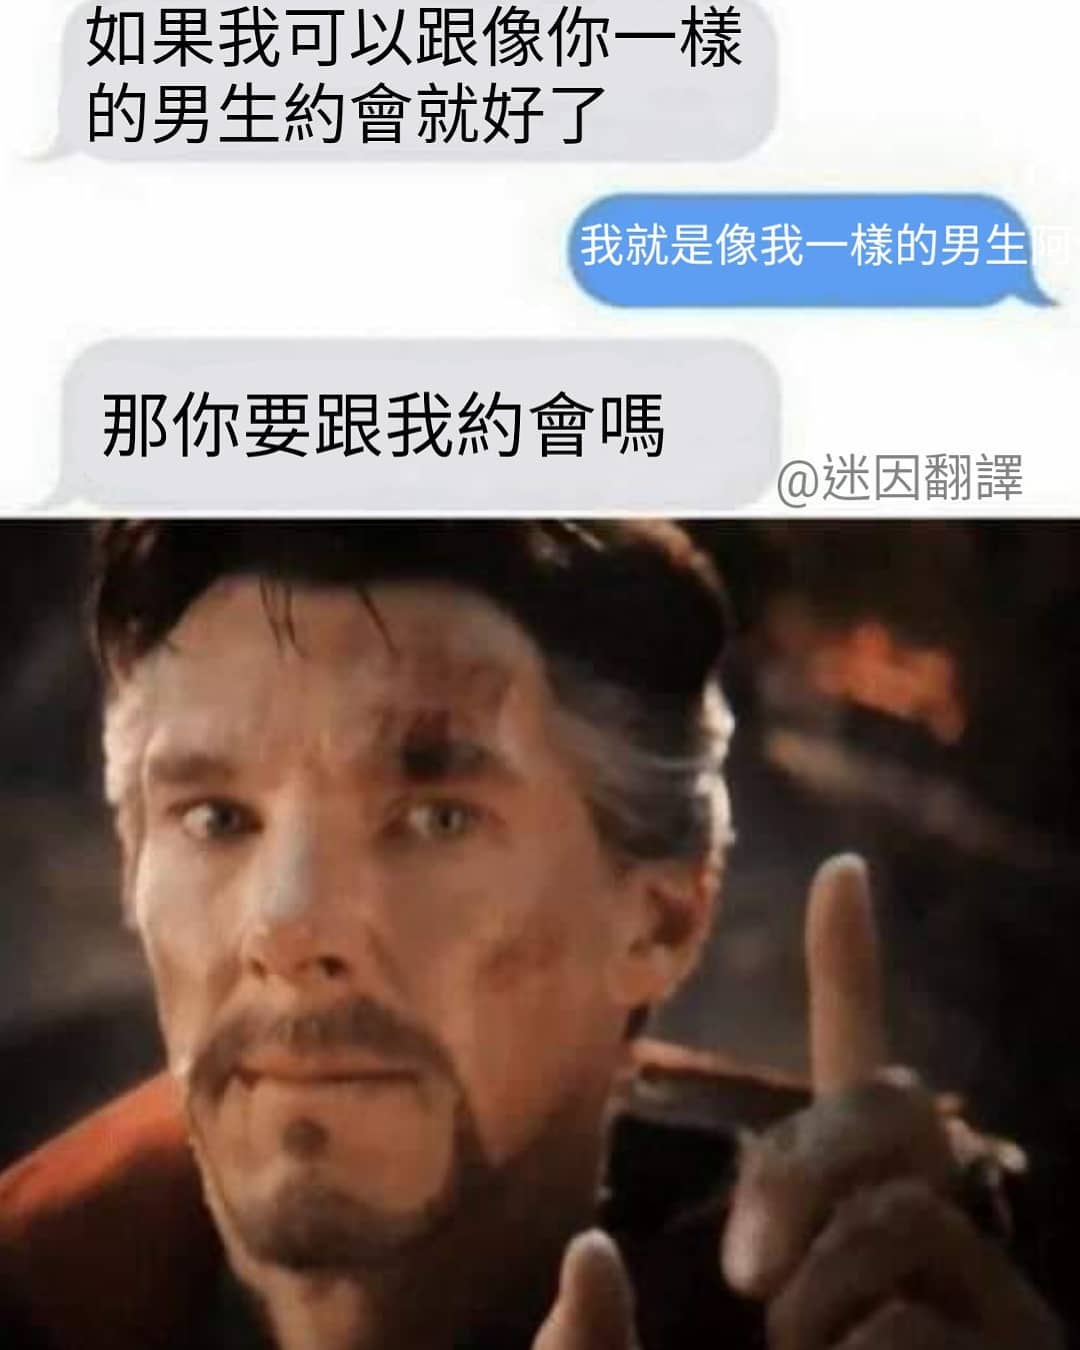 如果我可以跟像你一樣
的男生約會就好了
我就是像我一樣的男生阿
那你要跟我約會嗎
@迷因翻譯